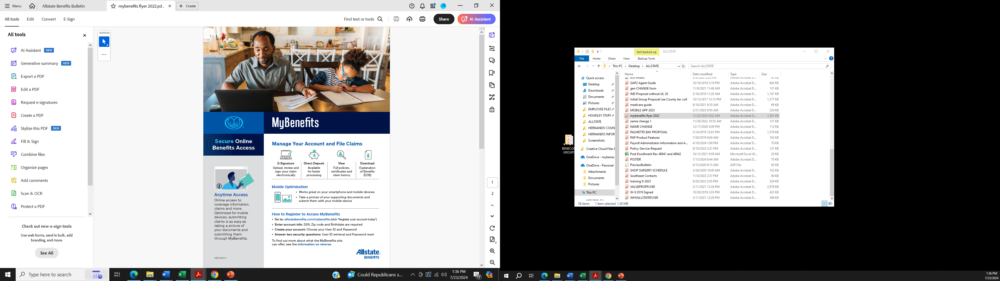 Menu
Allstate Benefits Bulletin
mybenefits flyer 2022.pd...
Create
All tools
Edit
Convert
E-Sign
Find text or tools
Share
AI Assistant
All tools
AI Assistant NEW
Generative summary NEW
Export a PDF
Edit a PDF
Request e-signatures
Create a PDF
Stylize this PDF NEW
Fill & Sign
Combine files
Organize pages
Add comments
Scan & OCR
Protect a PDF
Check out new e-sign tools
Use web forms, send in bulk, add
branding, and more.
See All
MyBenefits
Secure Online
Benefits Access
Anytime Access
Online access to
coverage information,
claims and more.
Optimized for mobile
devices, submitting
claims is as easy as
taking a picture of
your documents and
submitting them
through MyBenefits.
ABJ19459-7
Manage Your Account and File Claims
E-Signature
Upload, review and
sign your claim
electronically
Direct Deposit
Available
for faster
processing
View
Full policies,
certificates and
claim history
Download
Explanation
of Benefits
(EOB)
Mobile Optimization
• Works great on your smartphone and mobile devices
• Take a picture of your supporting documents and
submit them with your mobile device
How to Register to Access MyBenefits
• Go to: allstatebenefits.com/mybenefits (click "Register your account today")
• Enter account info: SSN, Zip code and Birthdate are required
• Create your account: Choose your User ID and Password
• Answer two security questions: User ID retrieval and Password reset
To find out more about what the MyBenefits site
can offer, see the information on reverse.
Allstate.
BENEFITS
1
2
Type here to search
Could Republicans s...
1:36 PM
7/23/2024
17
BENECON
GROUPS
Not backed up
ALLSTATE
File
Home
Share
View
Backup Tools
This PC > Desktop > ALLSTATE
Search ALLSTATE
Quick access
Desktop
Downloads
Documents
Pictures
EMPLOYEE FILES
HOADLEY STUFF
ALLSTATE
HERNANDO COUN
HERNANDO INFOR
Screenshots
Creative Cloud Files
OneDrive - mybenec
OneDrive - Personal
Attachments
Documents
Pictures
This PC
Name Date modified Type Size
EOI PAGES 5/8/2022 2:20 PM Adobe Acrobat D... 92 KB
GAP2 Agent Guide 10/18/2018 2:19 PM Adobe Acrobat D... 642 KB
gen CHANGE form 11/9/2021 11:48 AM Adobe Acrobat D... 131 KB
IND Proposal without UL 20 5/16/2018 11:20 AM Adobe Acrobat D... 1,167 KB
Initial Group Proposal Lee County tax coll 10/13/2017 12:13 PM Adobe Acrobat D... 1,577 KB
medicare guide 8/19/2021 8:35 AM Adobe Acrobat D... 69 KB
MOBILE APP 2023 2/21/2023 9:05 AM Adobe Acrobat D... 220 KB
mybenefits flyer 2022 11/22/2022 9:02 AM Adobe Acrobat D... 1,301 KB
name change 1 11/30/2022 10:55 AM Adobe Acrobat D... 131 KB
NAME CHANGE 12/17/2020 5:09 PM Adobe Acrobat D... 112 KB
PALMETTO BAY PROPOSAL 3/14/2019 12:01 PM Adobe Acrobat D... 1,579 KB
PAP Product Features 7/30/2019 9:04 AM Adobe Acrobat D... 163 KB
Payroll Administrator Information and A... 4/19/2024 1:00 PM Adobe Acrobat D... 70 KB
Policy-Service-Request 8/16/2023 3:21 PM Adobe Acrobat D... 131 KB
Post Enrollment Rev 48941 and 48942 10/12/2021 9:59 AM Microsoft Excel W... 20 KB
POSTER 7/15/2024 8:44 AM Adobe Acrobat D... 70 KB
PreviewBulletin 4/13/2020 9:15 AM ASP File 92 KB
SHOP SURGERY SCHEDULE 2/26/2020 10:40 AM Adobe Acrobat D... 152 KB
Southeast Contacts 11/4/2022 2:37 PM Adobe Acrobat D... 90 KB
training 9-2023 9/20/2023 2:05 PM Adobe Acrobat D... 329 KB
VALUEPROPFLYER 3/11/2021 12:34 PM Adobe Acrobat D... 2,879 KB
W-9 2019 Signed 10/28/2019 2:03 PM Adobe Acrobat D... 422 KB
WHYALLSTATEFLYER 3/11/2021 12:28 PM Adobe Acrobat D... 598 KB
58 items 1 item selected 1.26 MB
1:36 PM
7/23/202